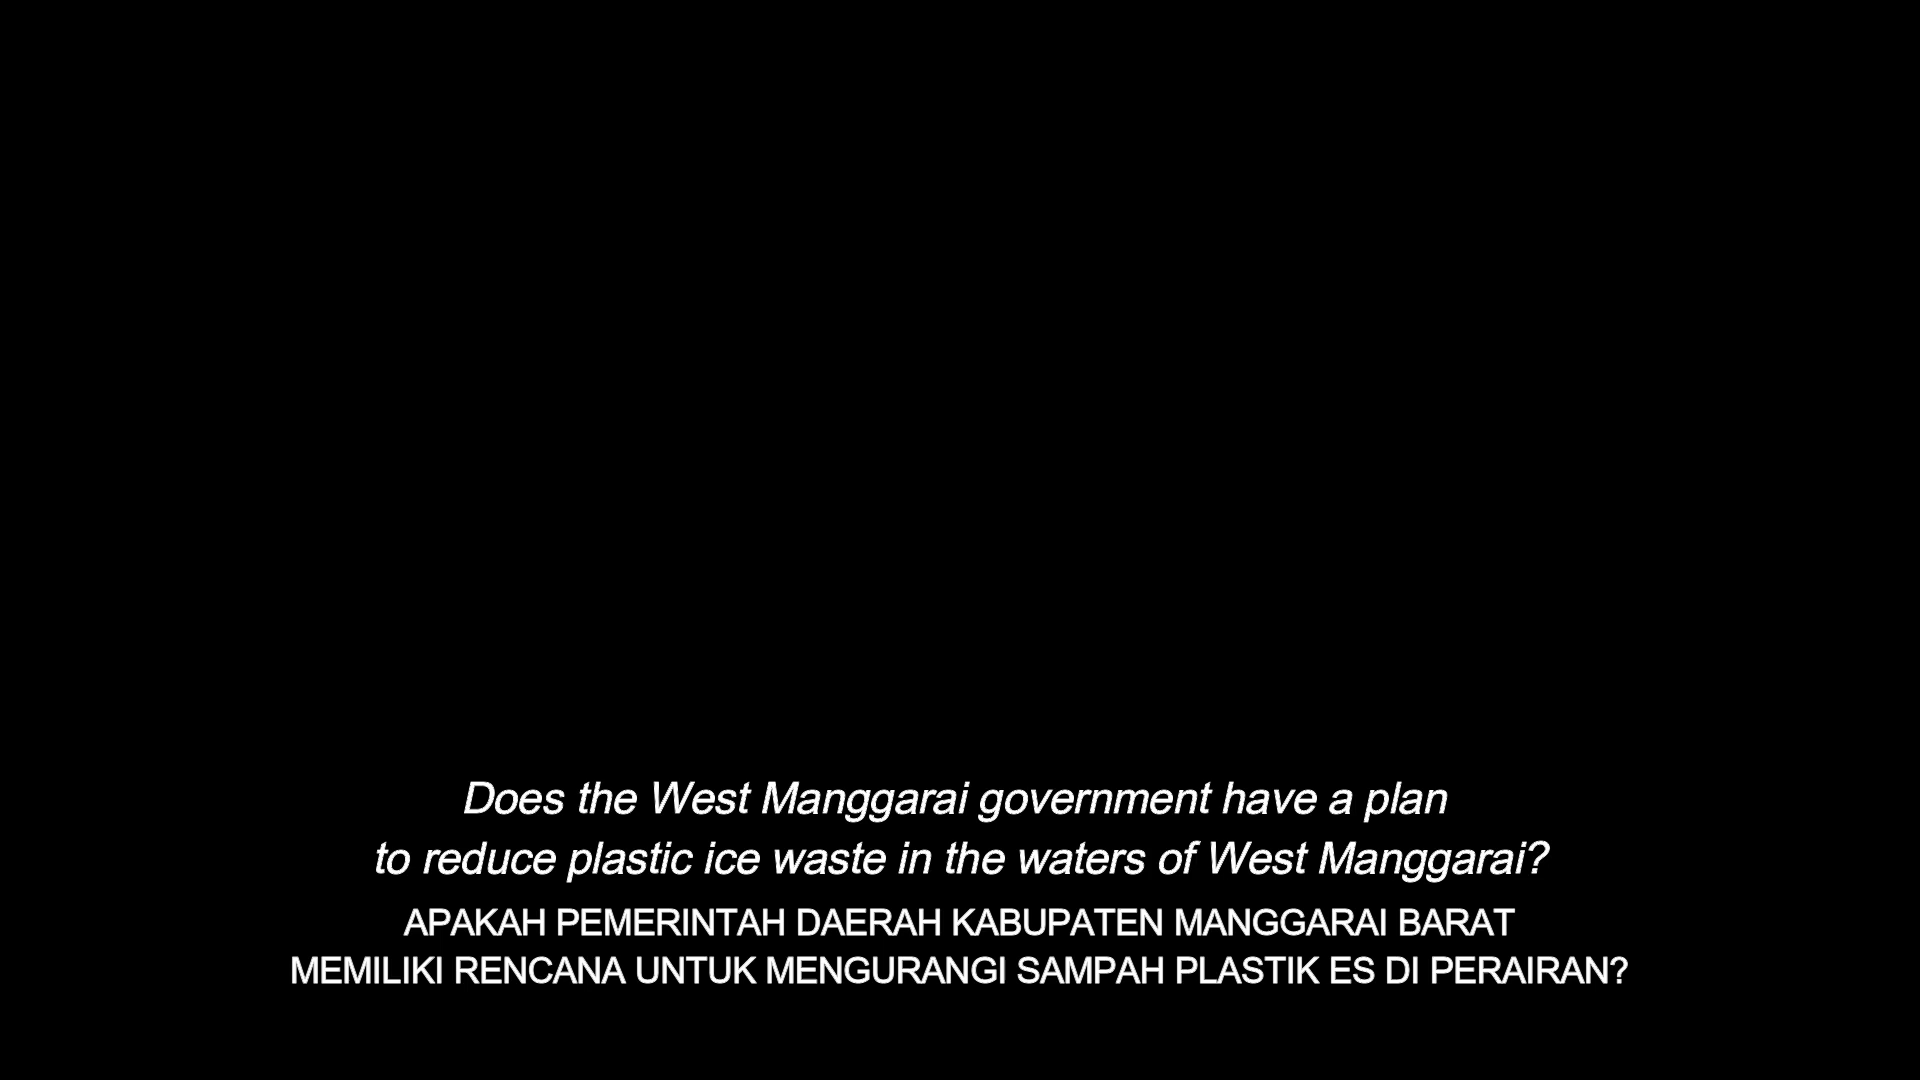 Does the West Manggarai government have a plan
to reduce plastic ice waste in the waters of West Manggarai?
APAKAH PEMERINTAH DAERAH KABUPATEN MANGGARAI BARAT
MEMILIKI RENCANA UNTUK MENGURANGI SAMPAH PLASTIK ES DI PERAIRAN?